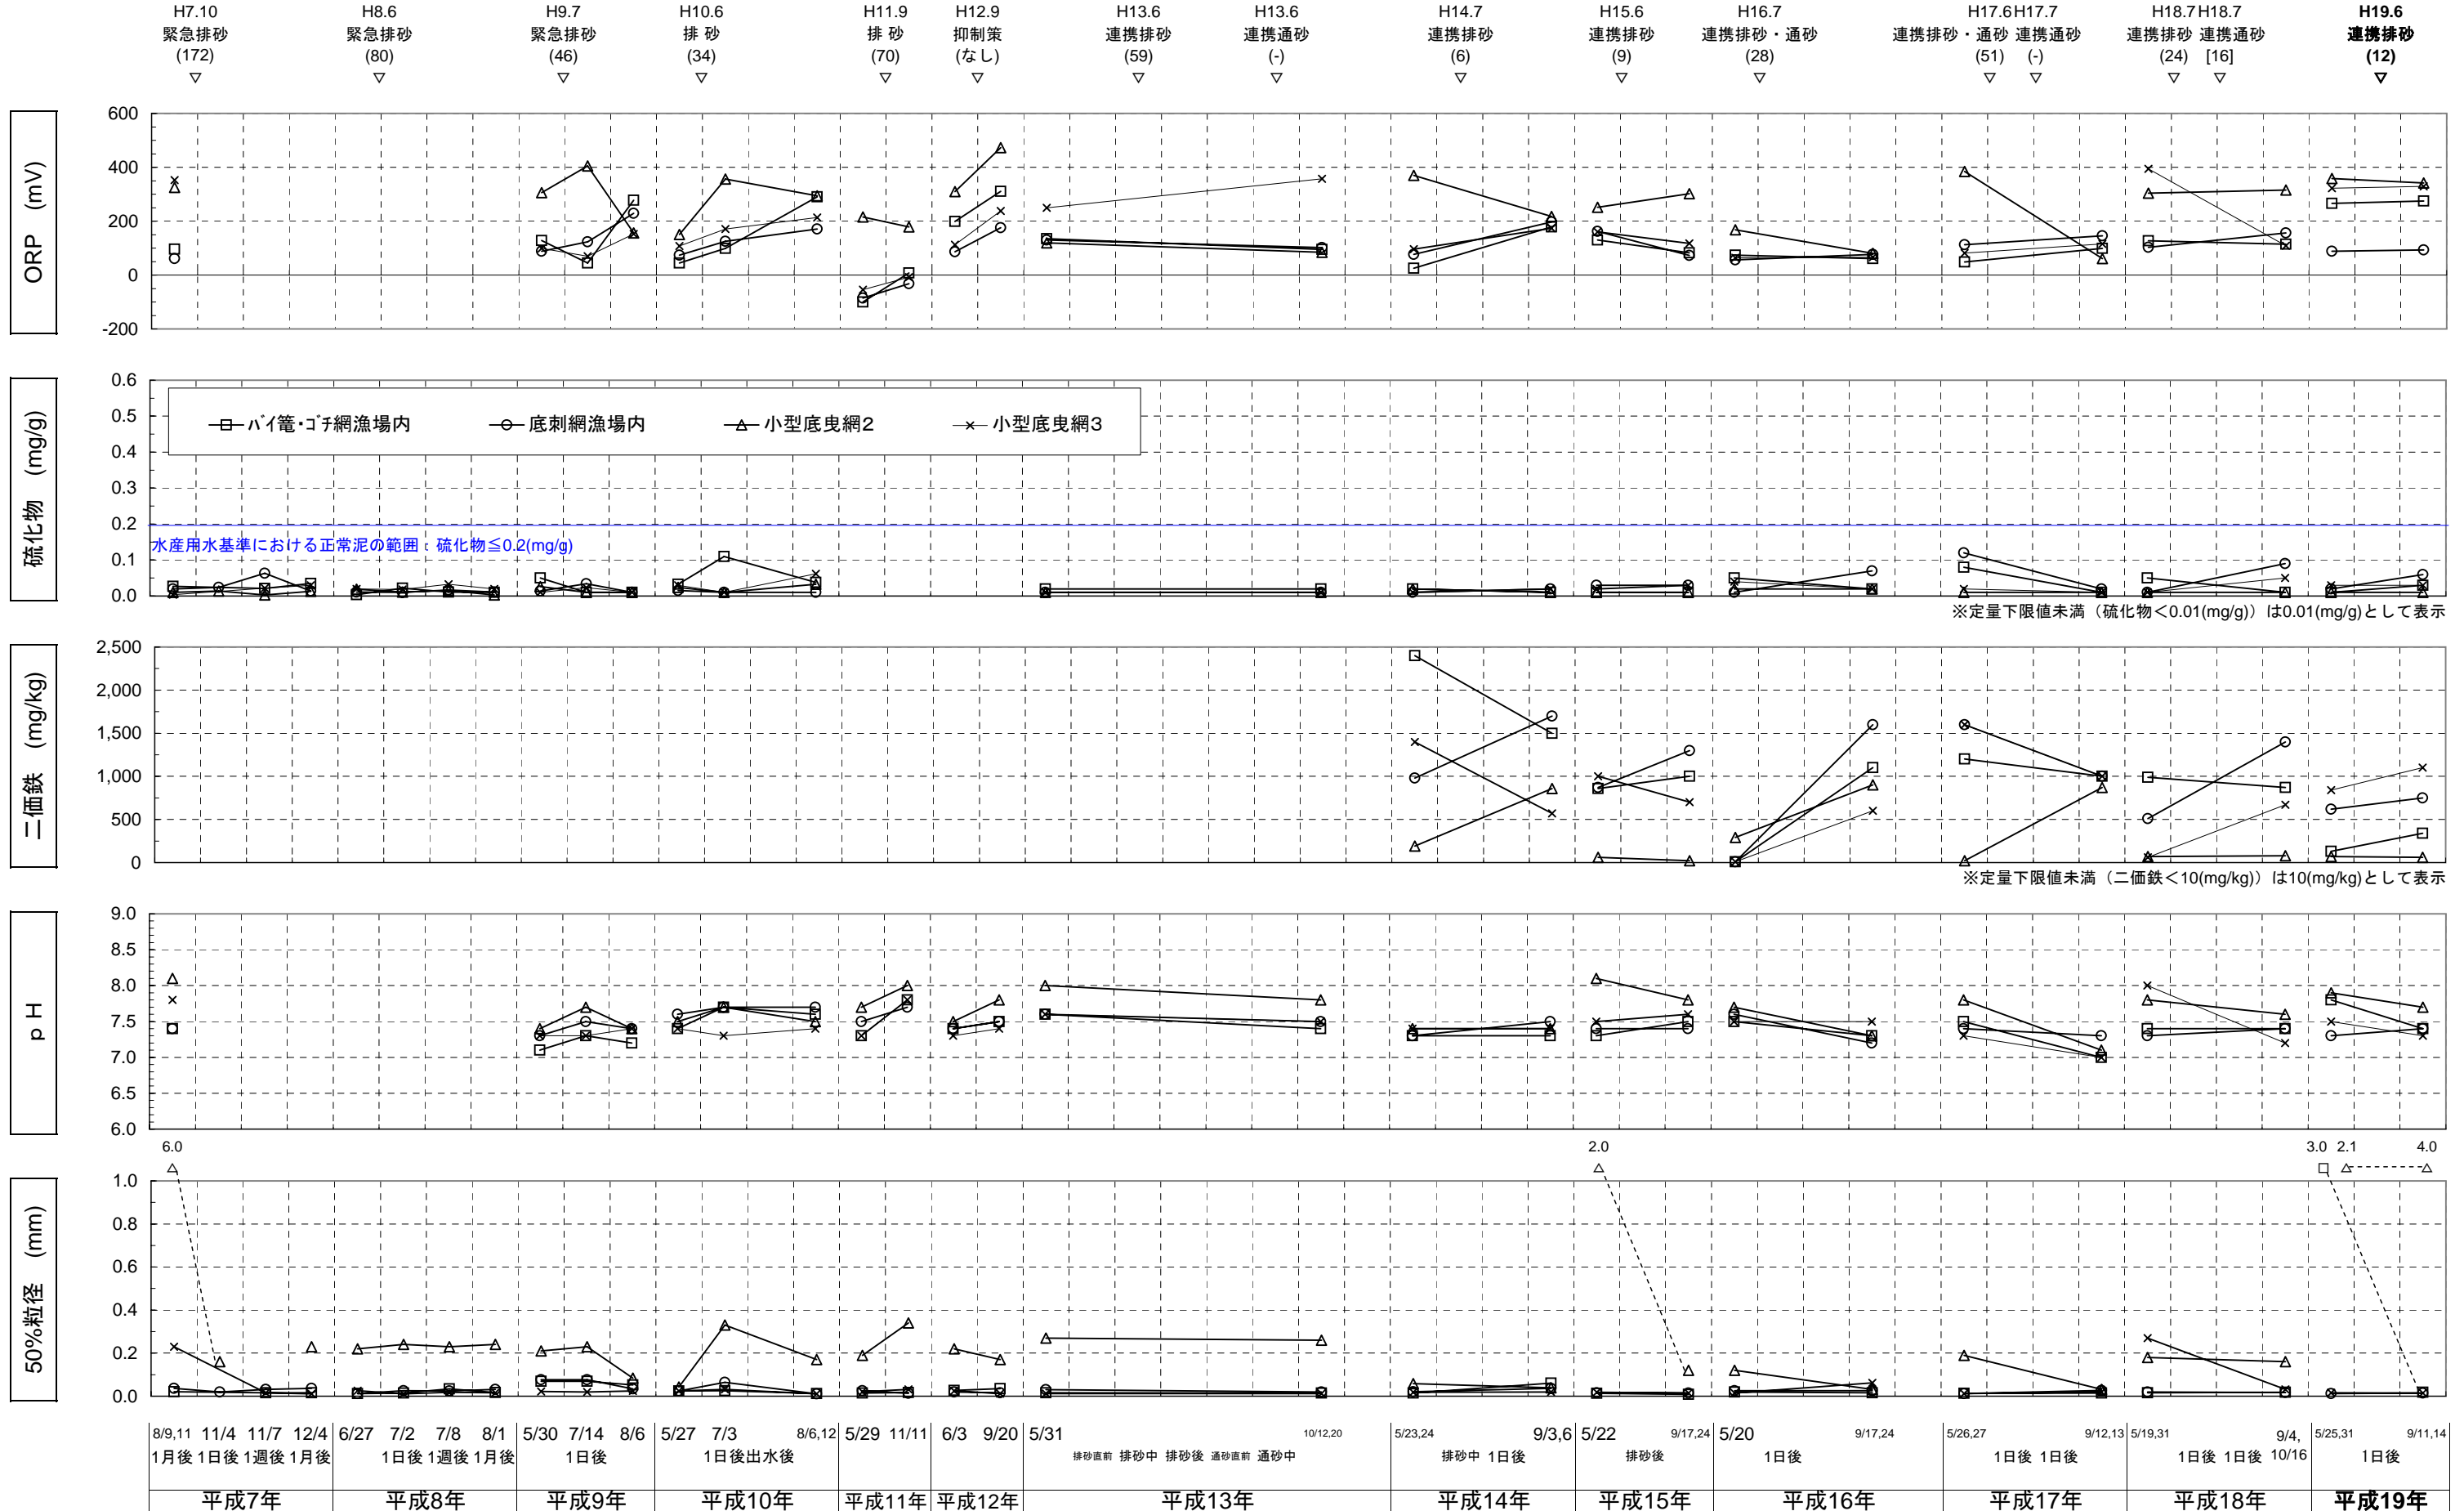 H7.10 H8.6 H9.7 H10.6 H11.9 H12.9 H13.6 H13.6 H14.7 H15.6 H16.7 H17.6 H17.7 H18.7 H18.7 H19.6
緊急排砂 緊急排砂 緊急排砂 排 砂 排 砂 抑制策 連携排砂 連携通砂 連携排砂 連携排砂 連携排砂・通砂 連携排砂・通砂 連携通砂 連携排砂 連携通砂 連携排砂
(172) (80) (46) (34) (70) (なし) (59) (-) (6) (9) (28) (51) (-) (24) [16] (12)
▽ ▽ ▽ ▽ ▽ ▽ ▽ ▽ ▽ ▽ ▽ ▽ ▽ ▽ ▽ ▽
ORP (mV)
600
400
200
0
-200
硫化物 (mg/g)
0.6
0.5
0.4
0.3
0.2
0.1
0.0
バイ篭・ゴチ網漁場内 底刺網漁場内 小型底曳網2 小型底曳網3
水産用水基準における正常泥の範囲:硫化物≦0.2(mg/g)
※定量下限値未満(硫化物<0.01(mg/g))は0.01(mg/g)として表示
二価鉄 (mg/kg)
2,500
2,000
1,500
1,000
500
0
※定量下限値未満(二価鉄<10(mg/kg))は10(mg/kg)として表示
pH
9.0
8.5
8.0
7.5
7.0
6.5
6.0
6.0 2.0 3.0 2.1 4.0
50%粒径 (mm)
1.0
0.8
0.6
0.4
0.2
0.0
8/9,11 11/4 11/7 12/4 6/27 7/2 7/8 8/1 5/30 7/14 8/6 5/27 7/3 8/6,12 5/29 11/11 6/3 9/20 5/31 10/12,20 5/23,24 9/3,6 5/22 9/17,24 5/20 9/17,24 5/26,27 9/12,13 5/19,31 9/4, 10/16 5/25,31 9/11,14
1月後 1日後 1週後 1月後 1日後 1週後 1月後 1日後 1日後出水後 排砂直前 排砂中 排砂後 通砂直前 通砂中 排砂中 1日後 排砂後 1日後 1日後 1日後 1日後 1日後 1日後
平成7年 平成8年 平成9年 平成10年 平成11年 平成12年 平成13年 平成14年 平成15年 平成16年 平成17年 平成18年 平成19年